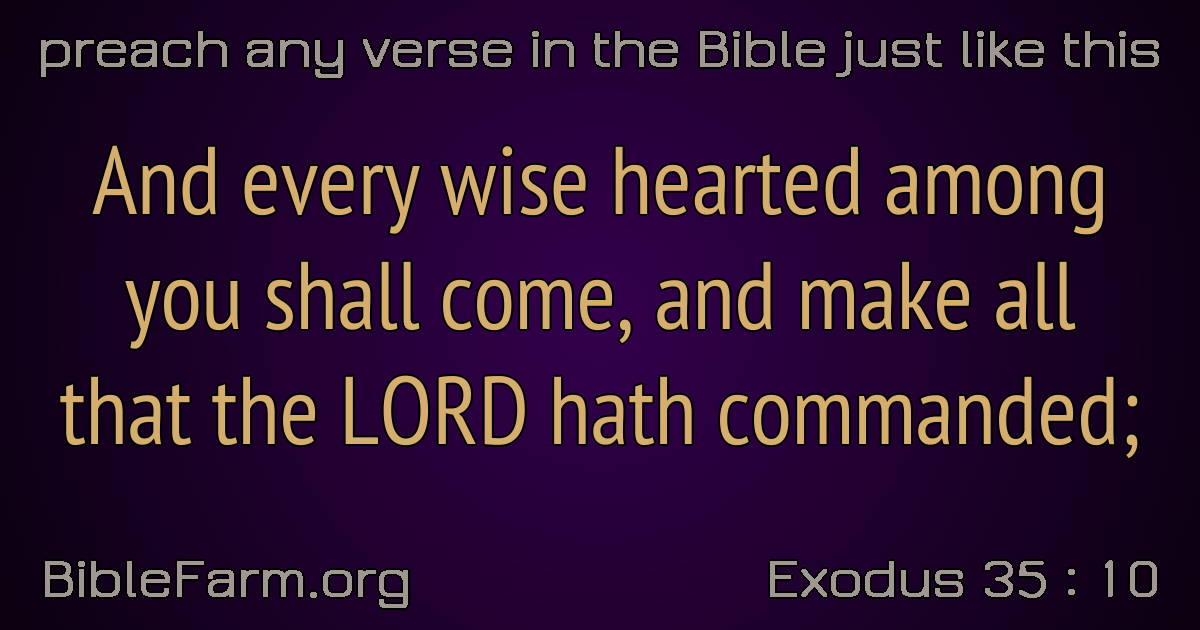 preach any verse in the Bible just like this
And every wise hearted among
you shall come, and make all
that the LORD hath commanded;
BibleFarm.org
Exodus 35 : 10